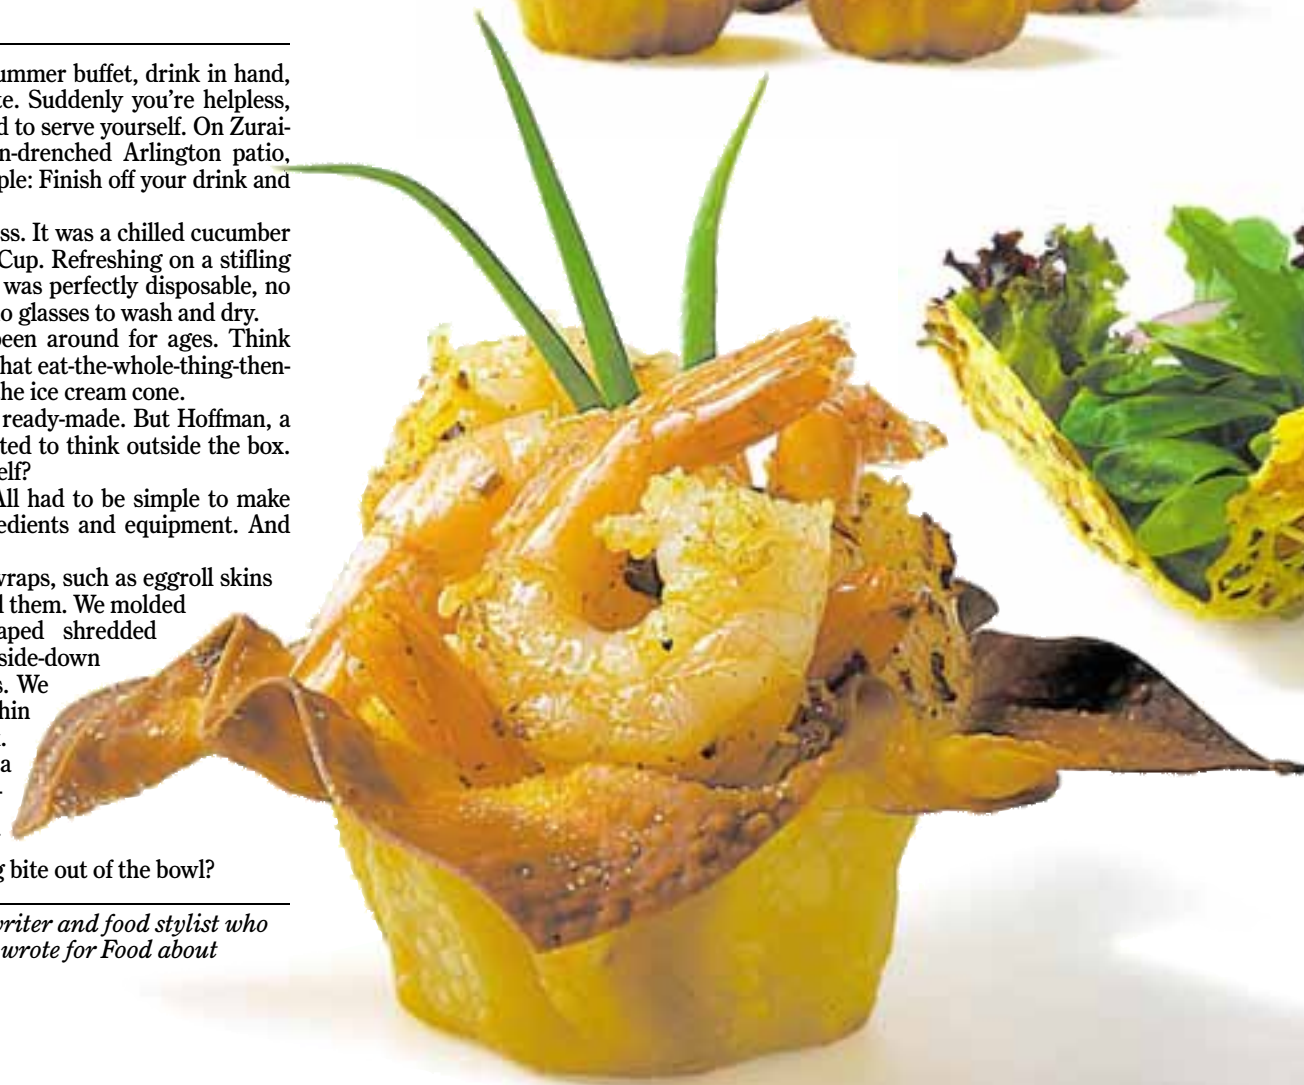 ummer buffet, drink in hand,
te. Suddenly you're helpless,
d to serve yourself. On Zurai-
n-drenched Arlington patio,
ple: Finish off your drink and
ss. It was a chilled cucumber
Cup. Refreshing on a stifling
was perfectly disposable, no
o glasses to wash and dry.
been around for ages. Think
hat eat-the-whole-thing-then-
he ice cream cone.
ready-made. But Hoffman, a
ted to think outside the box.
elf?
All had to be simple to make
edients and equipment. And
wraps, such as eggroll skins
d them. We molded
aped shredded
side-down
s. We
hin
a
g bite out of the bowl?
writer and food stylist who
wrote for Food about